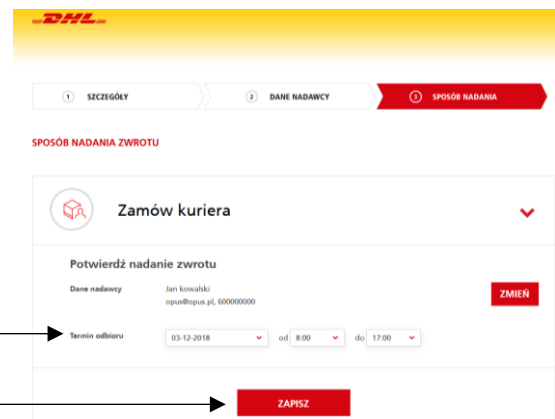 DHL
1 SZCZEGÓŁY 2 DANE NADAWCY 3 SPOSÓB NADANIA
SPOSÓB NADANIA ZWROTU
Zamów kuriera
Potwierdź nadanie zwrotu
Dane nadawcy Jan kowalski ZMIEŃ
opus@opus.pl, 600000000
Termin odbioru 03-12-2018 od 8:00 do 17:00
ZAPISZ